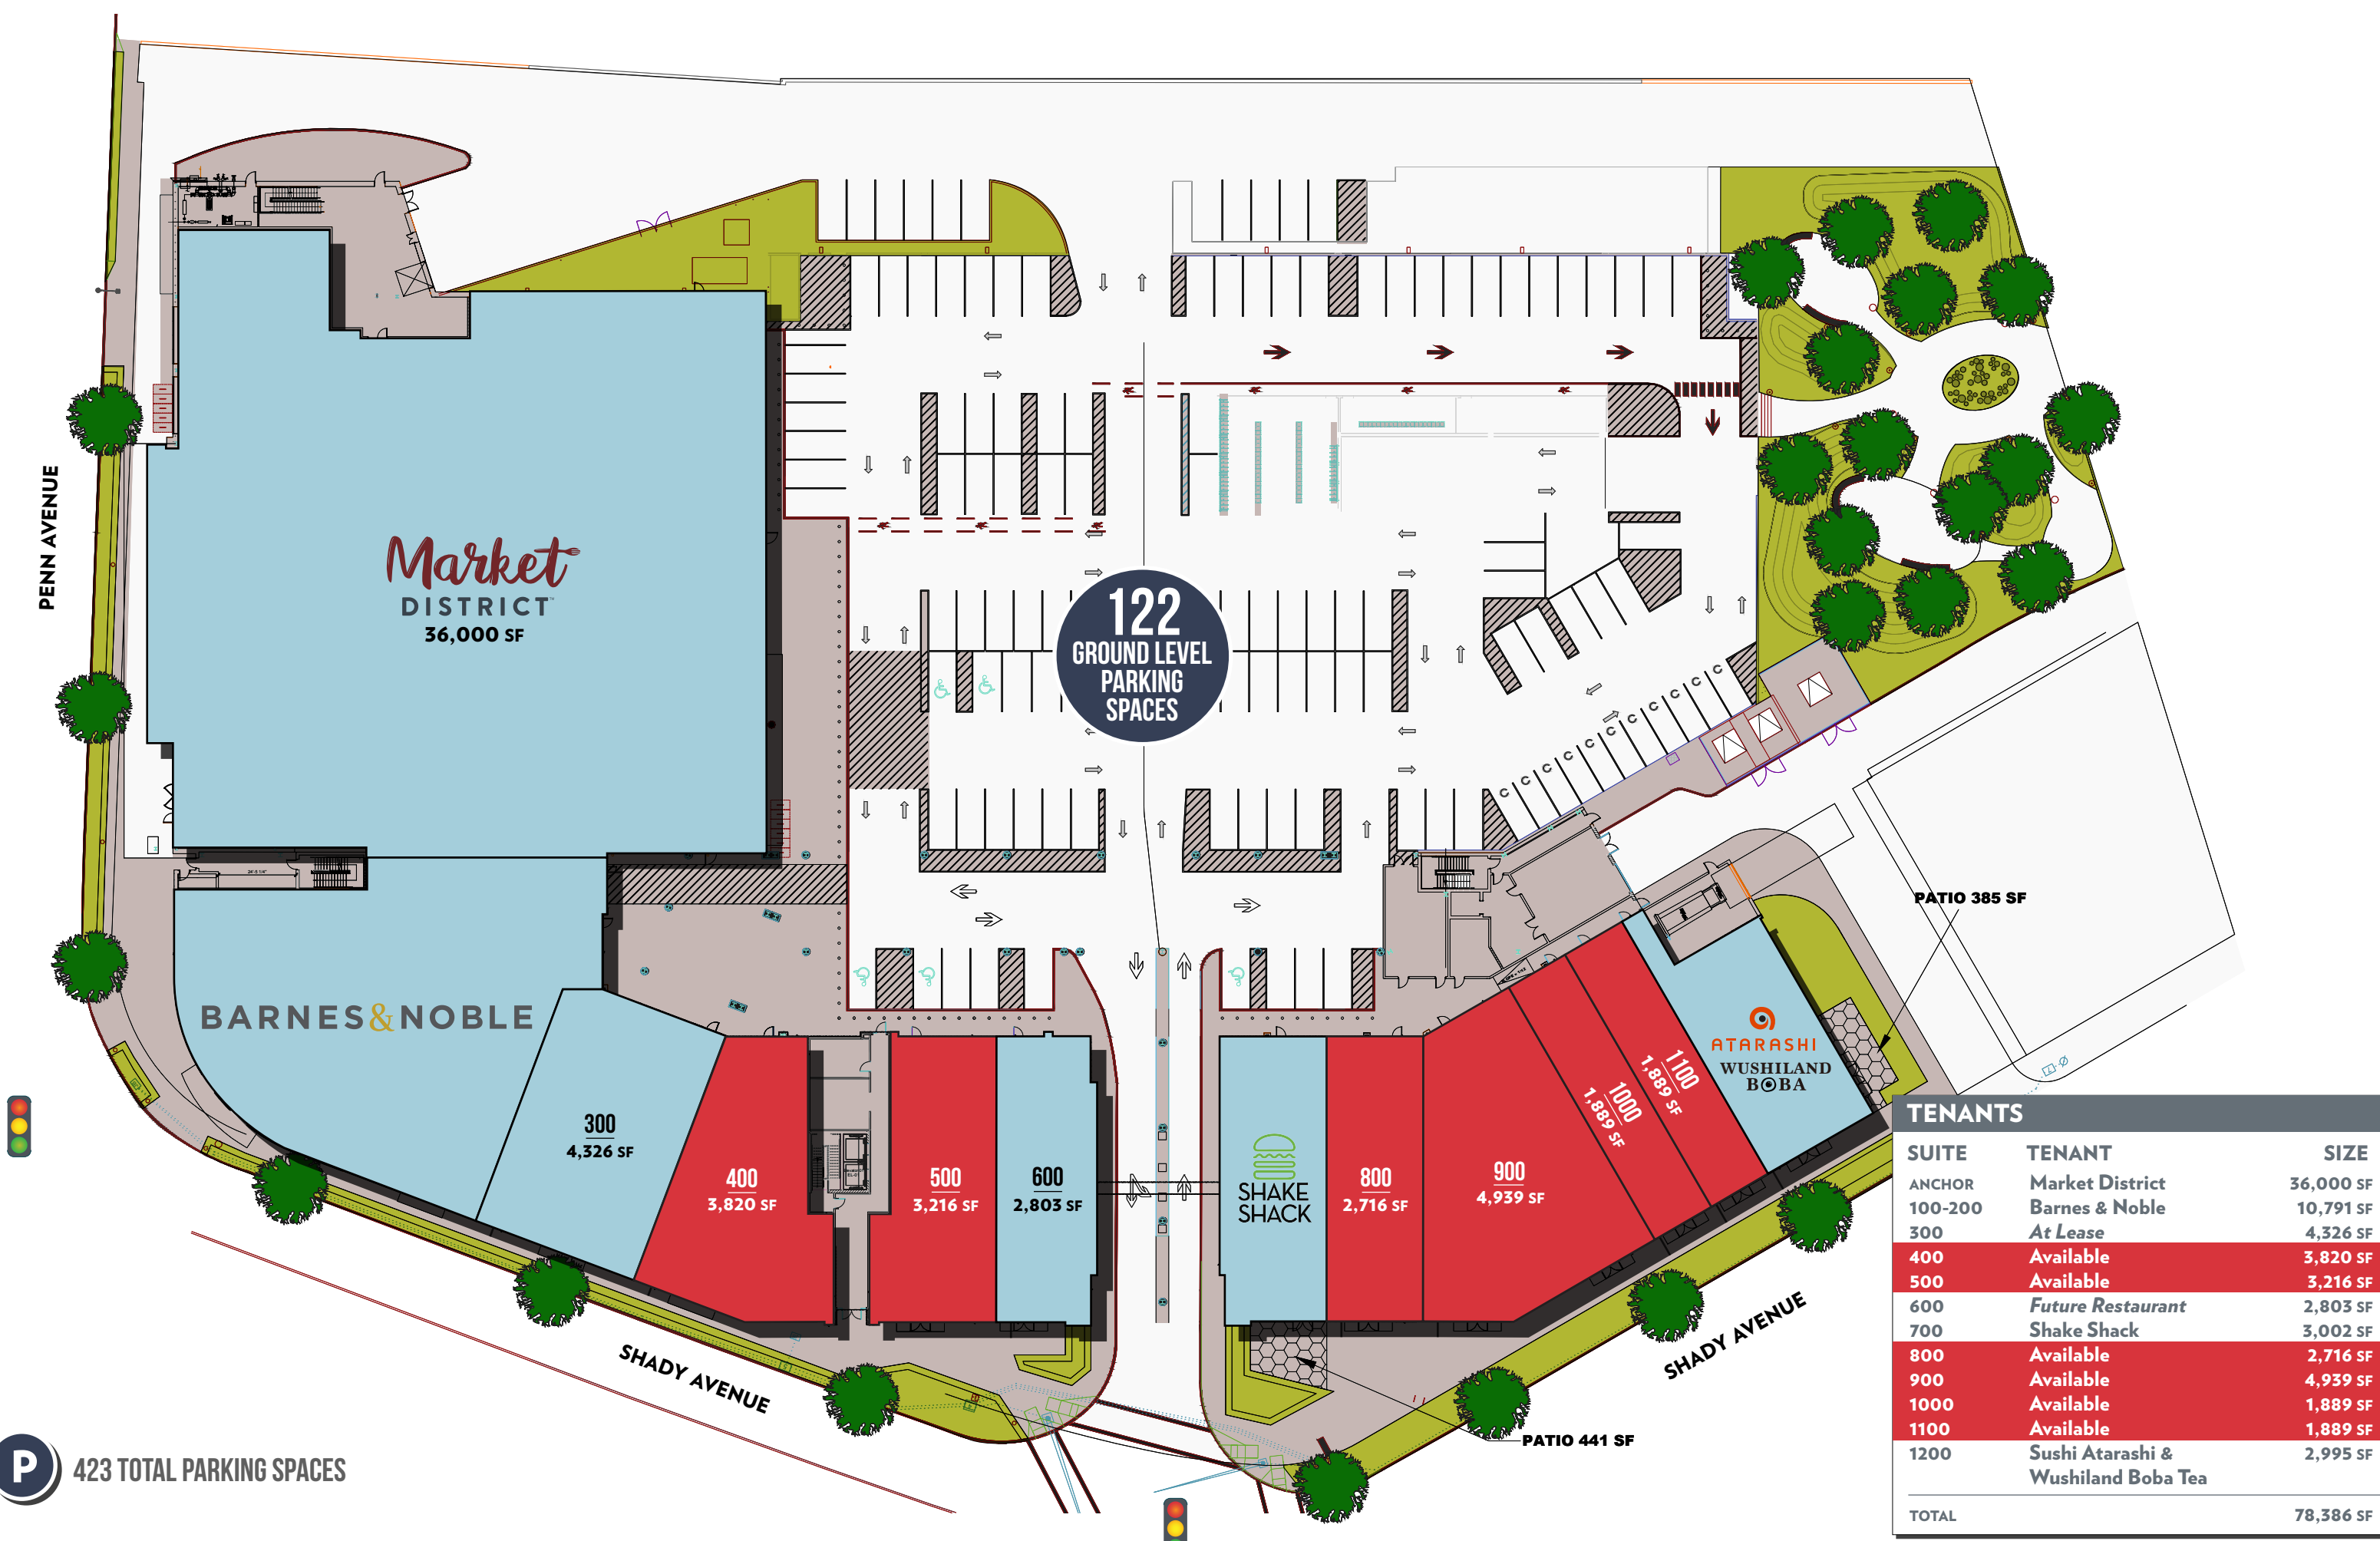 PENN AVENUE
Market
DISTRICT™
36,000 SF
122
GROUND LEVEL
PARKING
SPACES
C C C C C C C C C C C
PATIO 385 SF
BARNES&NOBLE
300
4,326 SF
400
3,820 SF
500
3,216 SF
600
2,803 SF
SHAKE
SHACK
800
2,716 SF
900
4,939 SF
1000
1,889 SF
1100
1,889 SF
ATARASHI
WUSHILAND
BOBA
SHADY AVENUE
SHADY AVENUE
PATIO 441 SF
P 423 TOTAL PARKING SPACES
TENANTS
SUITE TENANT SIZE
ANCHOR Market District 36,000 SF
100-200 Barnes & Noble 10,791 SF
300 At Lease 4,326 SF
400 Available 3,820 SF
500 Available 3,216 SF
600 Future Restaurant 2,803 SF
700 Shake Shack 3,002 SF
800 Available 2,716 SF
900 Available 4,939 SF
1000 Available 1,889 SF
1100 Available 1,889 SF
1200 Sushi Atarashi & 2,995 SF
Wushiland Boba Tea
TOTAL 78,386 SF